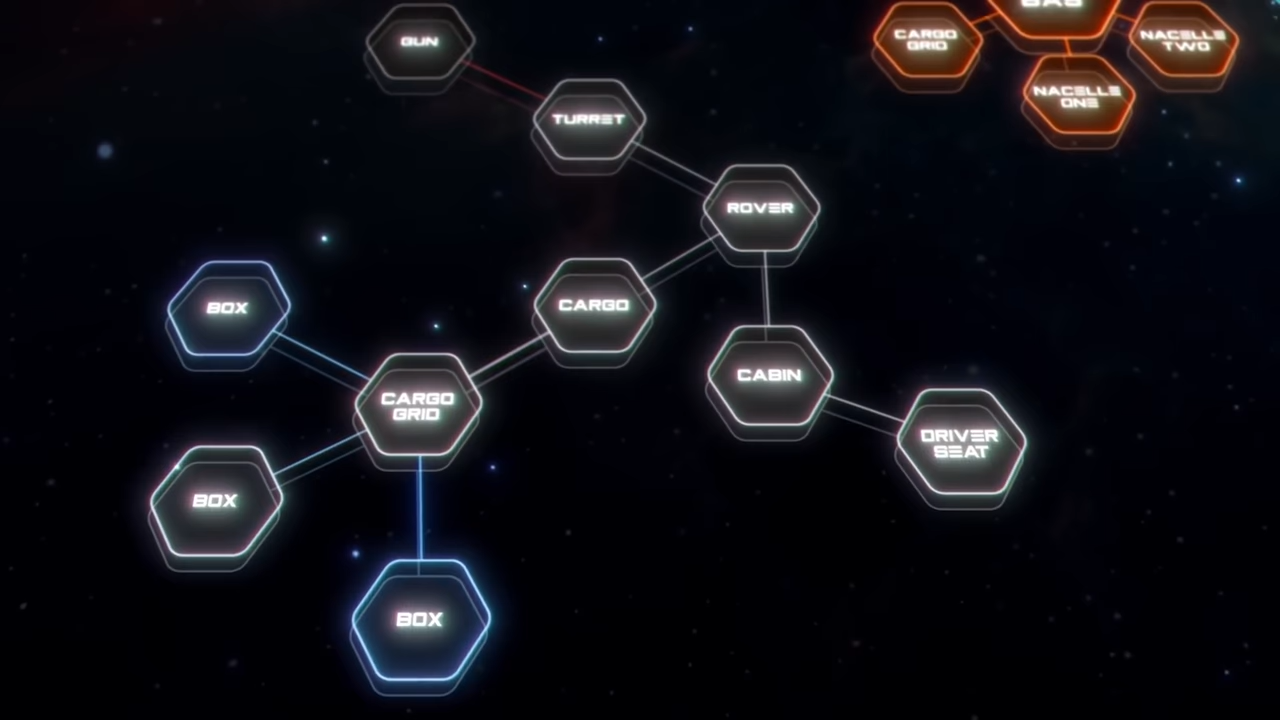 GUN
CARGO
GRID
NACELLE
TWO
NACELLE
ONE
TURRET
ROVER
BOX
CARGO
CABIN
CARGO
GRID
DRIVER
SEAT
BOX
BOX